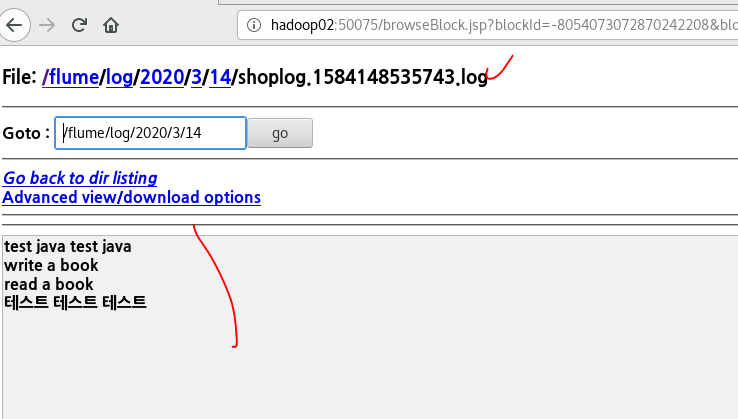 hadoop02:50075/browseBlock.jsp?blockId=-8054073072870242208&blo
File: /flume/log/2020/3/14/shoplog.1584148535743.log
Goto : /flume/log/2020/3/14 go
Go back to dir listing
Advanced view/download options
test java test java
write a book
read a book
테스트 테스트 테스트